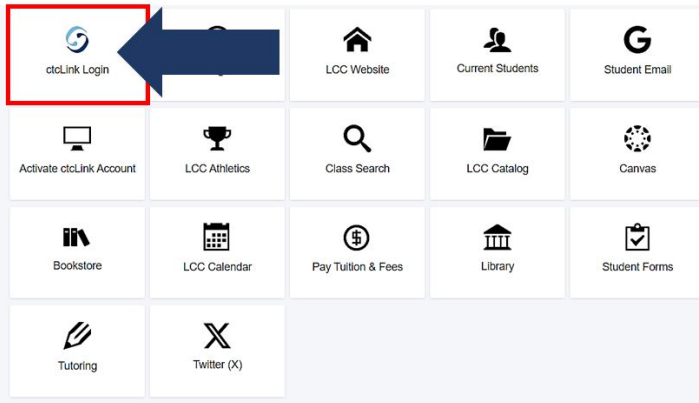 ctcLink Login
LCC Website
Current Students
Student Email
Activate ctcLink Account
LCC Athletics
Class Search
LCC Catalog
Canvas
Bookstore
LCC Calendar
Pay Tuition & Fees
Library
Student Forms
Tutoring
Twitter (X)